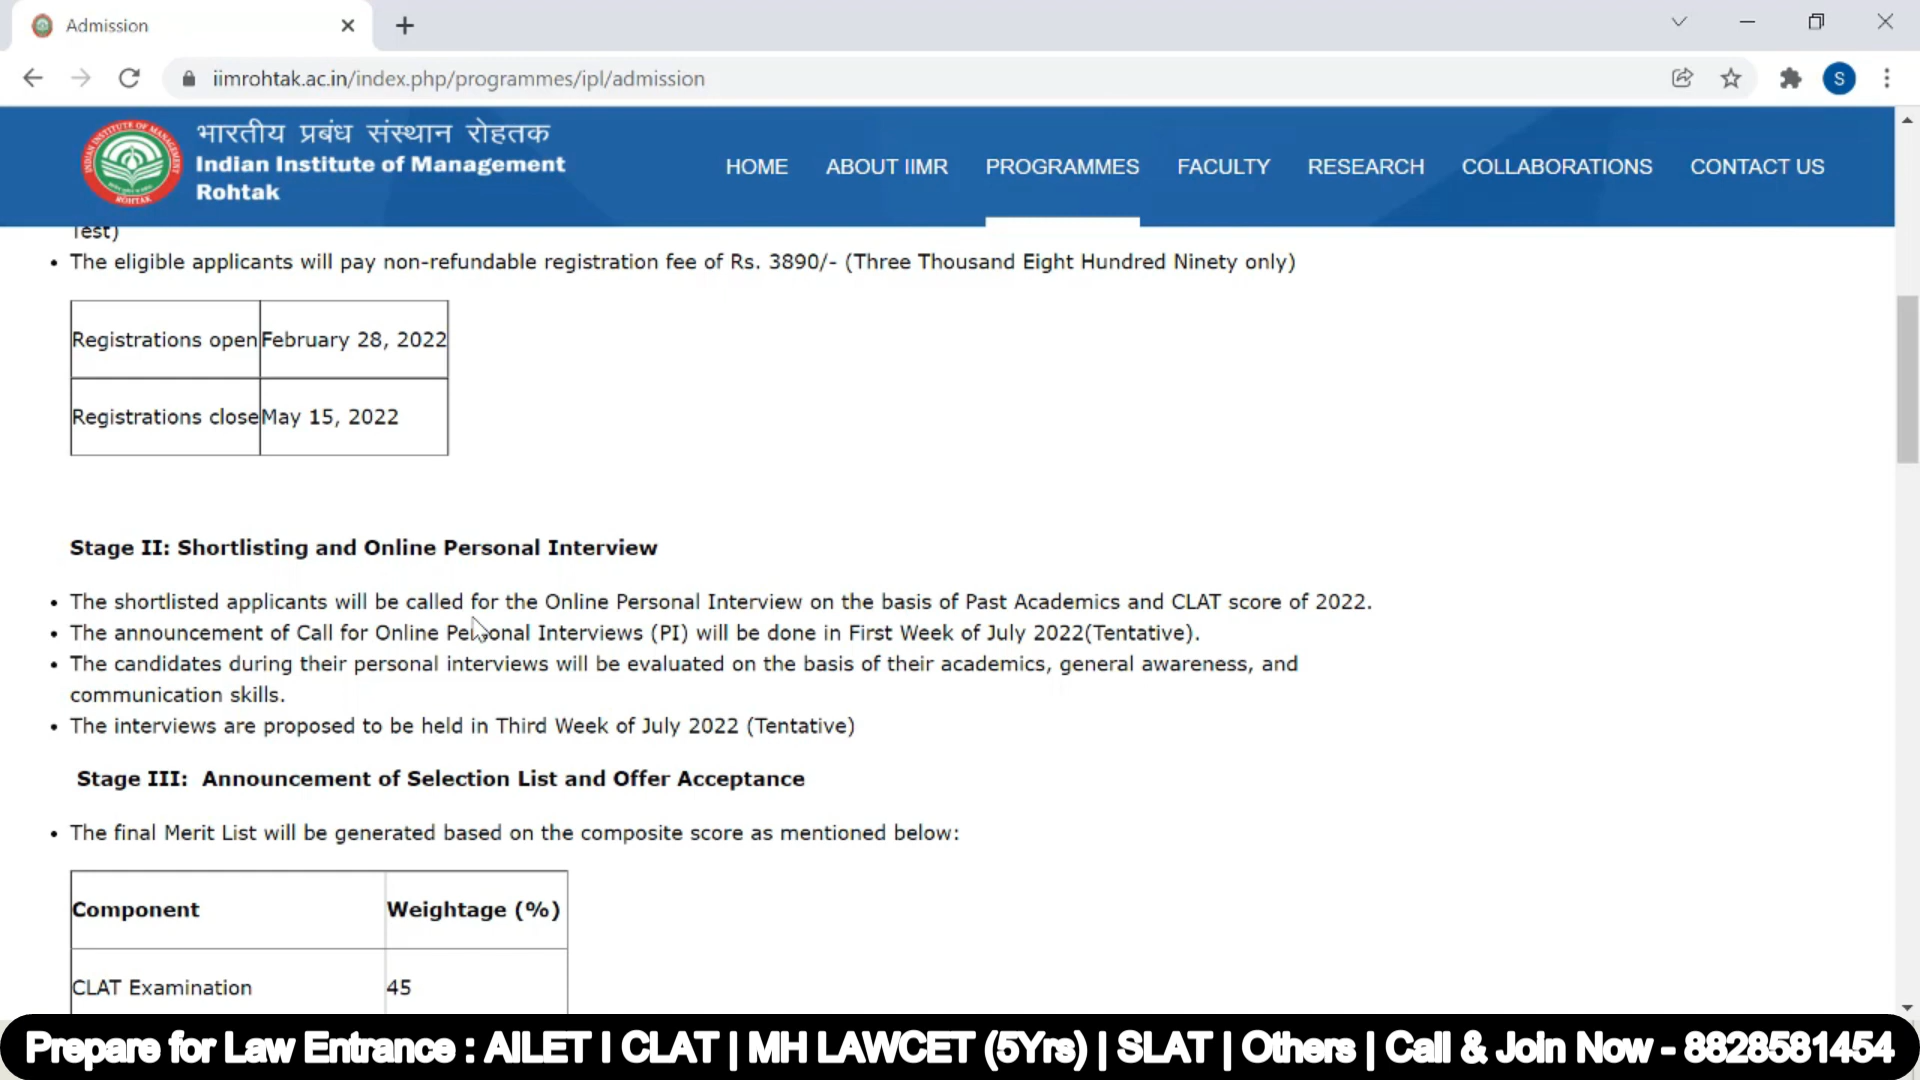 Admission
iimrohtak.ac.in/index.php/programmes/ipl/admission
S
भारतीय प्रबंध संस्थान रोहतक
Indian Institute of Management
Rohtak
HOME ABOUT IIMR PROGRAMMES FACULTY RESEARCH COLLABORATIONS CONTACT US
INDIAN INSTITUTE OF MANAGEMENT
ROHTAK
Test)
• The eligible applicants will pay non-refundable registration fee of Rs. 3890/- (Three Thousand Eight Hundred Ninety only)
Registrations open February 28, 2022
Registrations close May 15, 2022
Stage II: Shortlisting and Online Personal Interview
• The shortlisted applicants will be called for the Online Personal Interview on the basis of Past Academics and CLAT score of 2022.
• The announcement of Call for Online Personal Interviews (PI) will be done in First Week of July 2022(Tentative).
• The candidates during their personal interviews will be evaluated on the basis of their academics, general awareness, and
communication skills.
• The interviews are proposed to be held in Third Week of July 2022 (Tentative)
Stage III: Announcement of Selection List and Offer Acceptance
• The final Merit List will be generated based on the composite score as mentioned below:
Component Weightage (%)
CLAT Examination 45
Prepare for Law Entrance : AILET I CLAT | MH LAWCET (5Yrs) | SLAT | Others | Call & Join Now - 8828581454